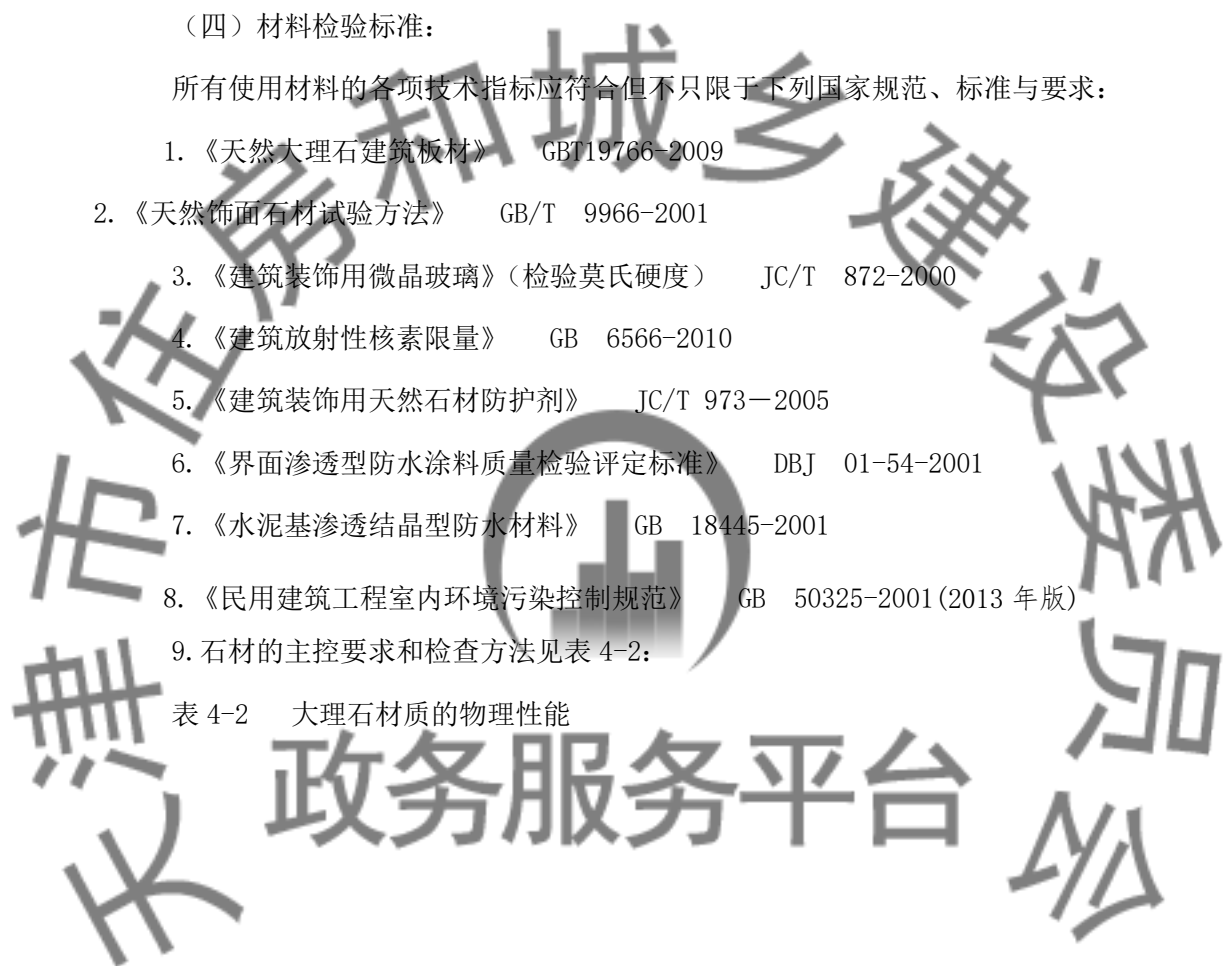 （四）材料检验标准：
所有使用材料的各项技术指标应符合但不只限于下列国家规范、标准与要求：
1.《天然大理石建筑板材》 GBT19766-2009
2.《天然饰面石材试验方法》 GB/T 9966-2001
3.《建筑装饰用微晶玻璃》（检验莫氏硬度） JC/T 872-2000
4.《建筑放射性核素限量》 GB 6566-2010
5.《建筑装饰用天然石材防护剂》 JC/T 973－2005
6.《界面渗透型防水涂料质量检验评定标准》 DBJ 01-54-2001
7.《水泥基渗透结晶型防水材料》 GB 18445-2001
8.《民用建筑工程室内环境污染控制规范》 GB 50325-2001(2013 年版)
9.石材的主控要求和检查方法见表 4-2：
表 4-2 大理石材质的物理性能
天津市住房和城乡建设委员会
政务服务平台